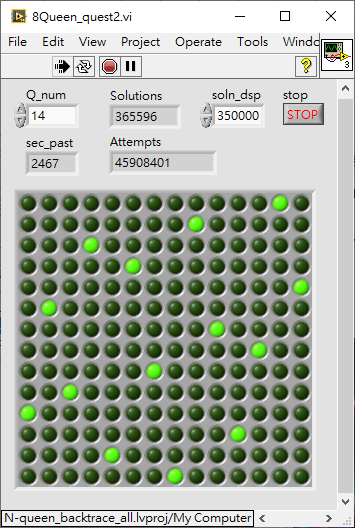 8Queen_quest2.vi
File Edit View Project Operate Tools Windo
3
Q_num Solutions soln_dsp stop
14 365596 350000 STOP
sec_past Attempts
2467 45908401
N-queen_backtrace_all.lvproj/My Computer